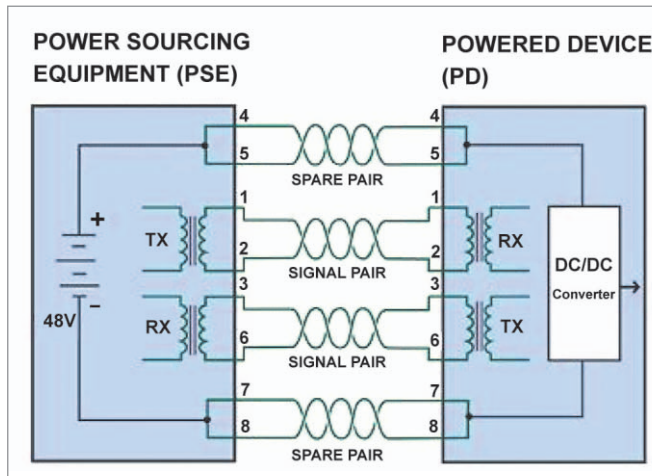 POWER SOURCING
EQUIPMENT (PSE)
POWERED DEVICE
(PD)
4
4
5
5
SPARE PAIR
1
1
+
TX
RX
2
2
SIGNAL PAIR
DC/DC
Converter
3
3
48V
–
RX
TX
6
6
SIGNAL PAIR
7
7
8
8
SPARE PAIR